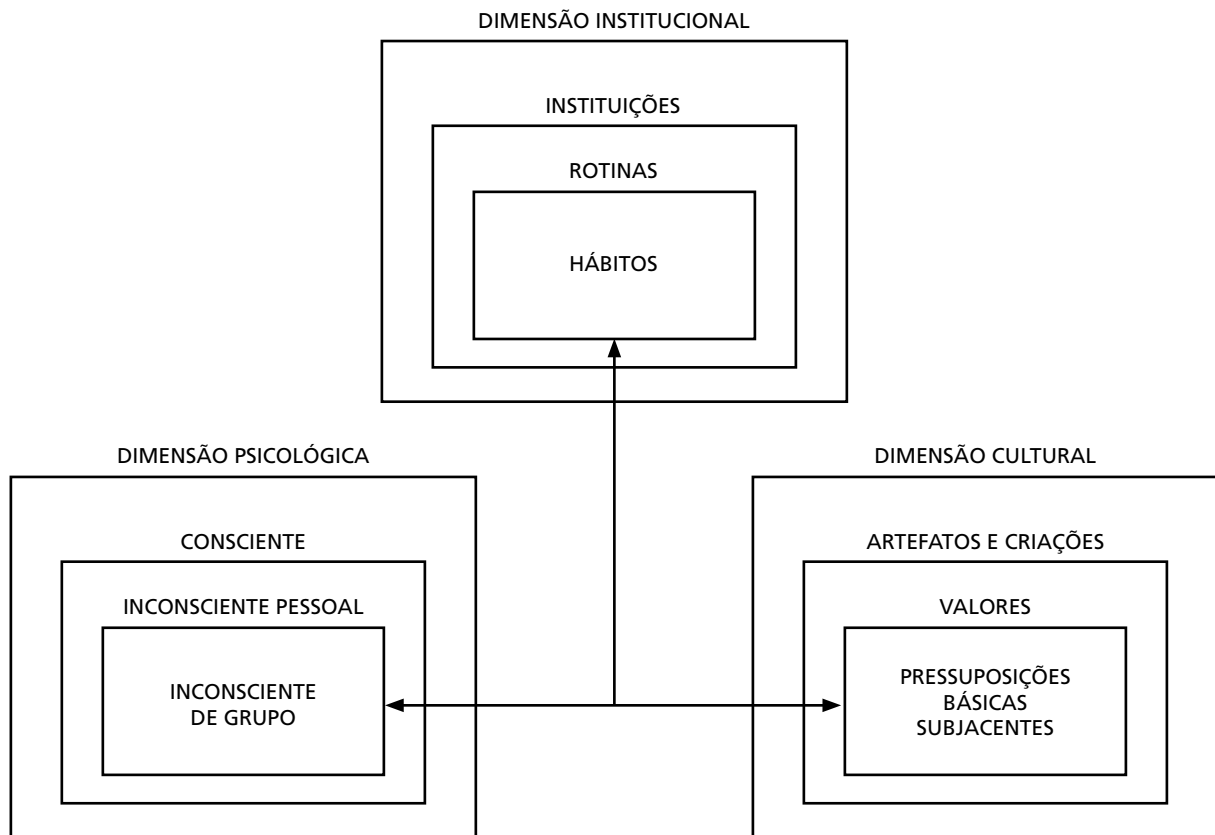 DIMENSÃO INSTITUCIONAL
INSTITUIÇÕES
ROTINAS
HÁBITOS
DIMENSÃO PSICOLÓGICA
CONSCIENTE
INCONSCIENTE PESSOAL
INCONSCIENTE
DE GRUPO
DIMENSÃO CULTURAL
ARTEFATOS E CRIAÇÕES
VALORES
PRESSUPOSIÇÕES
BÁSICAS
SUBJACENTES